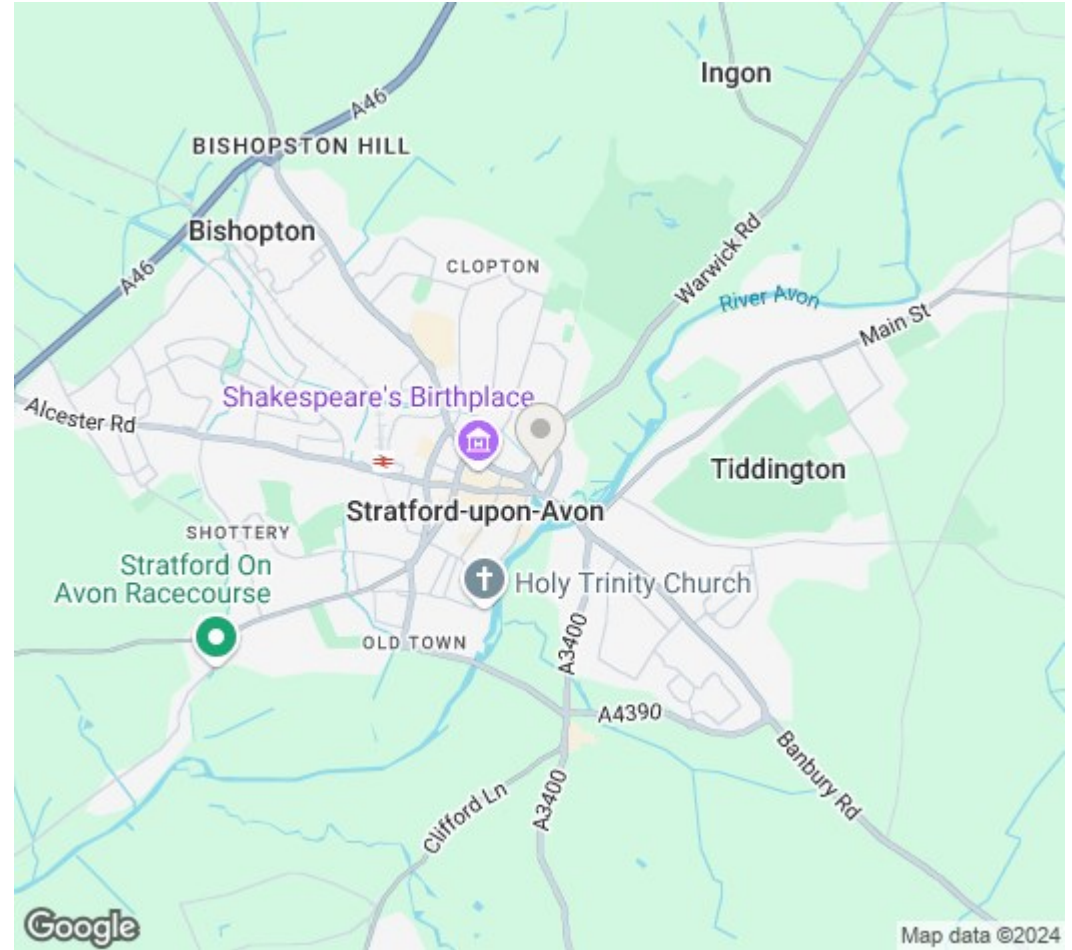 Ingon
A46
BISHOPSTON HILL
Bishopton
Warwick Rd
CLOPTON
A46
River Avon
Main St
Shakespeare's Birthplace
Alcester Rd
Tiddington
Stratford-upon-Avon
SHOTTERY
Stratford On
Avon Racecourse
Holy Trinity Church
OLD TOWN
A3400
A4390
Banbury Rd
Clifford Ln
A3400
Google
Map data ©2024